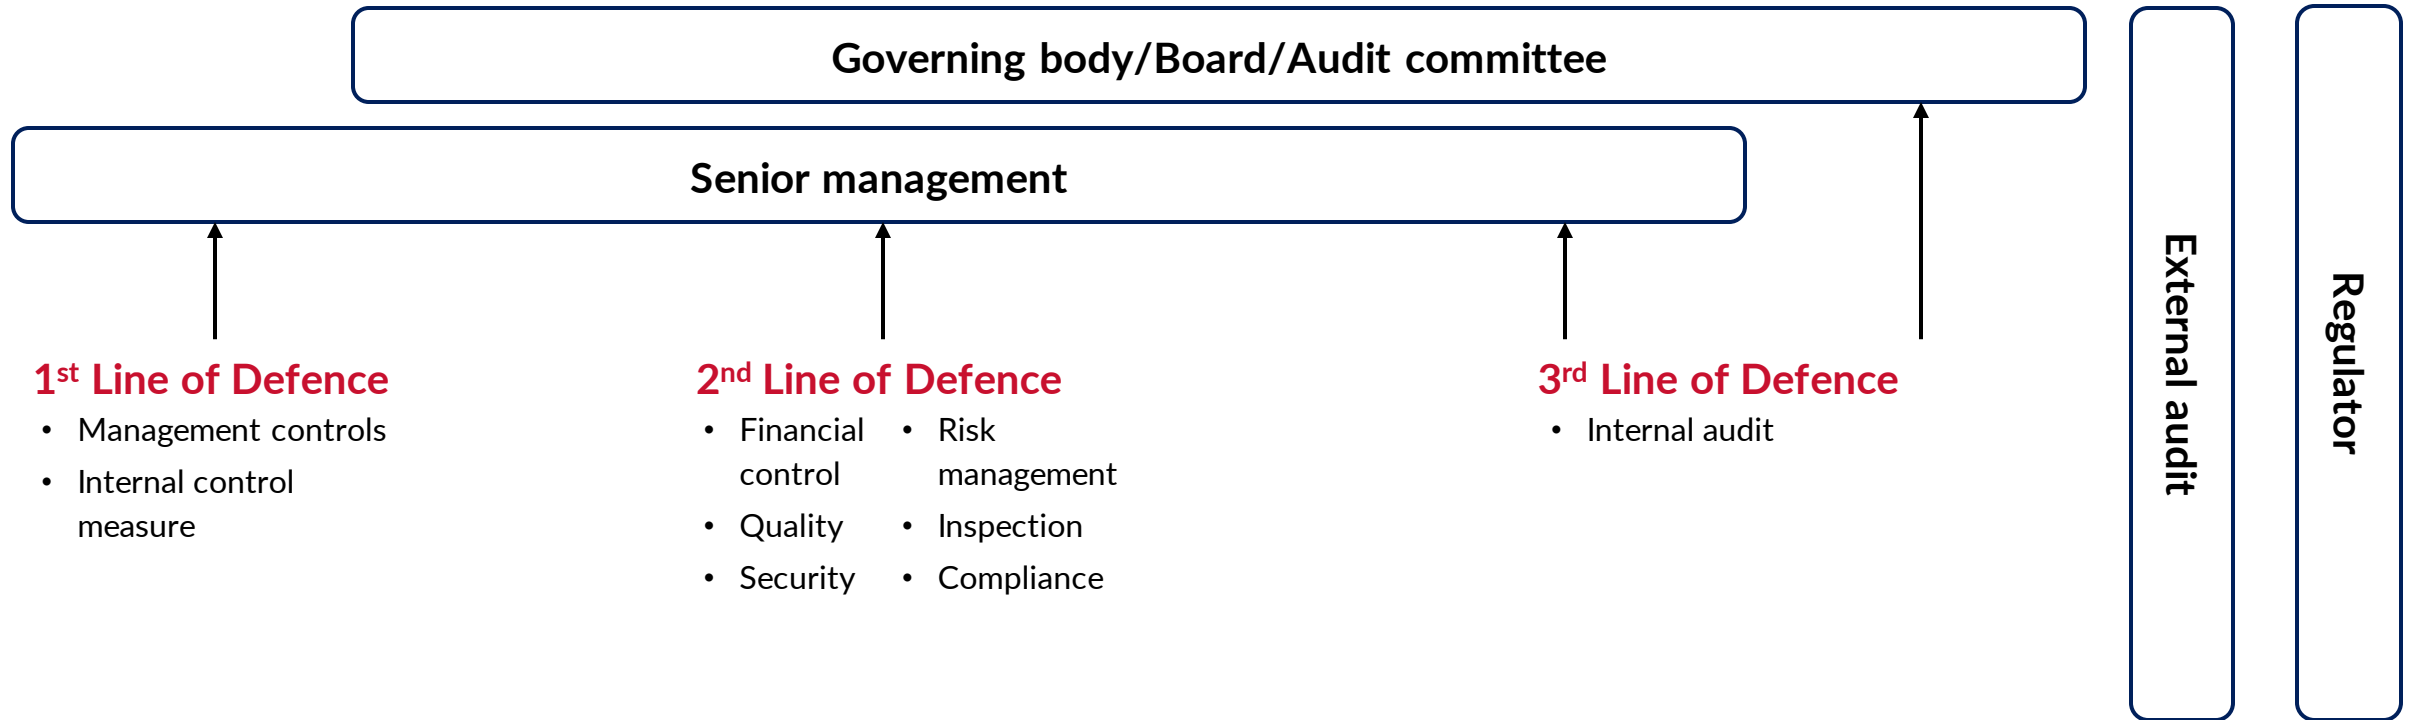 Governing body/Board/Audit committee
Senior management
1st Line of Defence
• Management controls
• Internal control
measure
2nd Line of Defence
• Financial
control
• Quality
• Security
• Risk
management
• Inspection
• Compliance
3rd Line of Defence
• Internal audit
External audit
Regulator